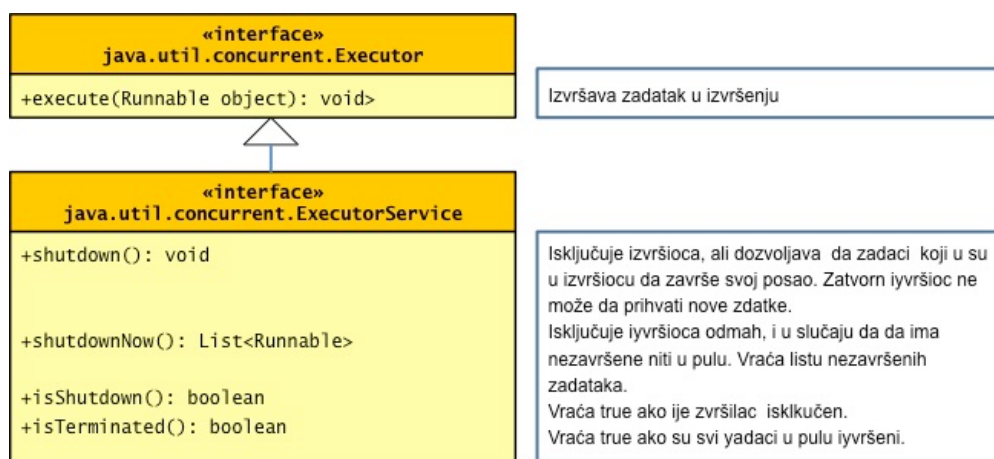 «interface»
java.util.concurrent.Executor
+execute(Runnable object): void>
Izvršava zadatak u izvršenju
«interface»
java.util.concurrent.ExecutorService
+shutdown(): void
+shutdownNow(): List<Runnable>
+isShutdown(): boolean
+isTerminated(): boolean
Isključuje izvršioca, ali dozvoljava da zadaci koji u su
u izvršiocu da završe svoj posao. Zatvorn iyvršioc ne
može da prihvati nove zdatke.
Isključuje iyvršioca odmah, i u slučaju da da ima
nezavršene niti u pulu. Vraća listu nezavršenih
zadataka.
Vraća true ako ije zvršilac isklkučen.
Vraća true ako su svi yadaci u pulu iyvršeni.